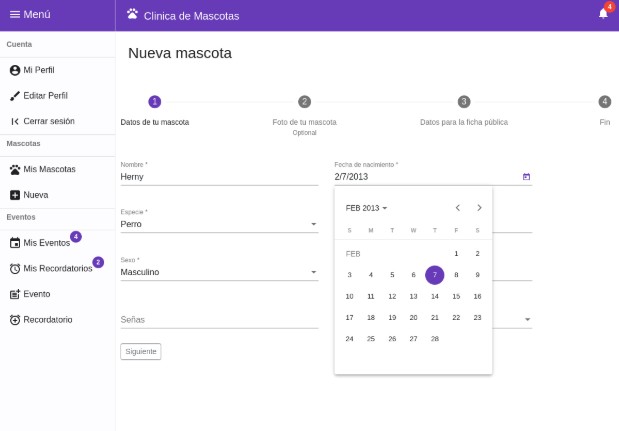 Menú
Clinica de Mascotas
4
Cuenta
Mi Perfil
Editar Perfil
Cerrar sesión
Mascotas
Mis Mascotas
Nueva
Eventos
Mis Eventos
4
Mis Recordatorios
2
Evento
Recordatorio
Nueva mascota
1
2
3
4
Datos de tu mascota
Foto de tu mascota
Optional
Datos para la ficha pública
Fin
Nombre *
Herny
Fecha de nacimiento *
2/7/2013
Especie *
Perro
Sexo *
Masculino
Señas
Siguiente
FEB 2013
S M T W T F S
FEB 1 2
3 4 5 6 7 8 9
10 11 12 13 14 15 16
17 18 19 20 21 22 23
24 25 26 27 28